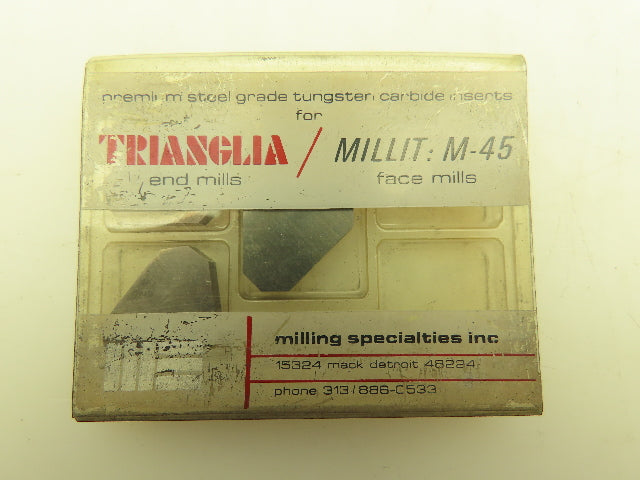 premium steel grade tungsten carbide inserts
for
TRIANGLIA / MILLIT: M-45
end mills face mills
milling specialties inc
15324 mack detroit 48224
phone 313/886-0533